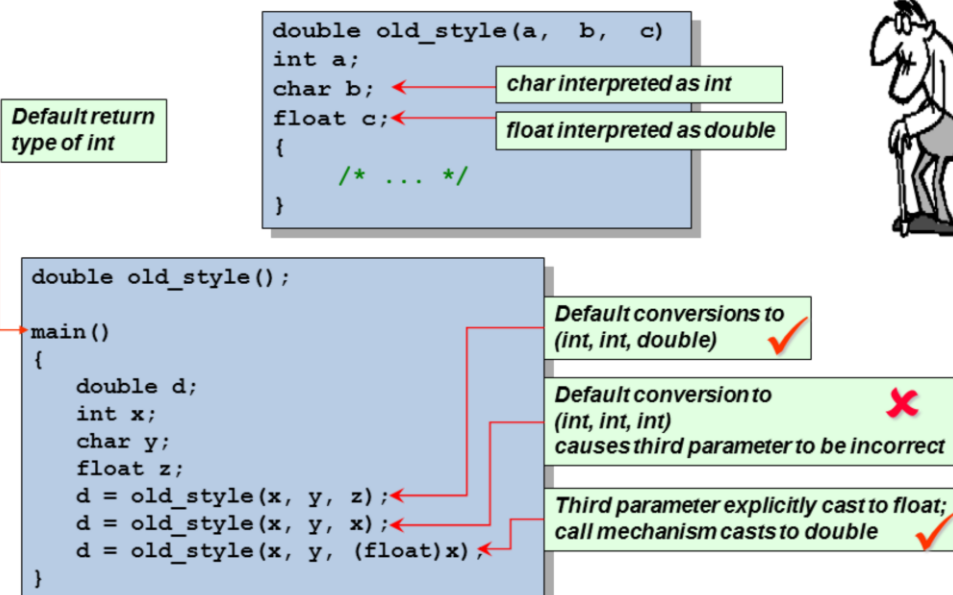 double old_style(a, b, c)
int a;
char b;
char interpreted as int
float c;
float interpreted as double
{
/* ... */
}
Default return
type of int
double old_style();
main()
{
double d;
int x;
char y;
float z;
d = old_style(x, y, z);
d = old_style(x, y, x);
d = old_style(x, y, (float)x);
}
Default conversions to
(int, int, double)
Default conversion to
(int, int, int)
causes third parameter to be incorrect
Third parameter explicitly cast to float;
call mechanism casts to double